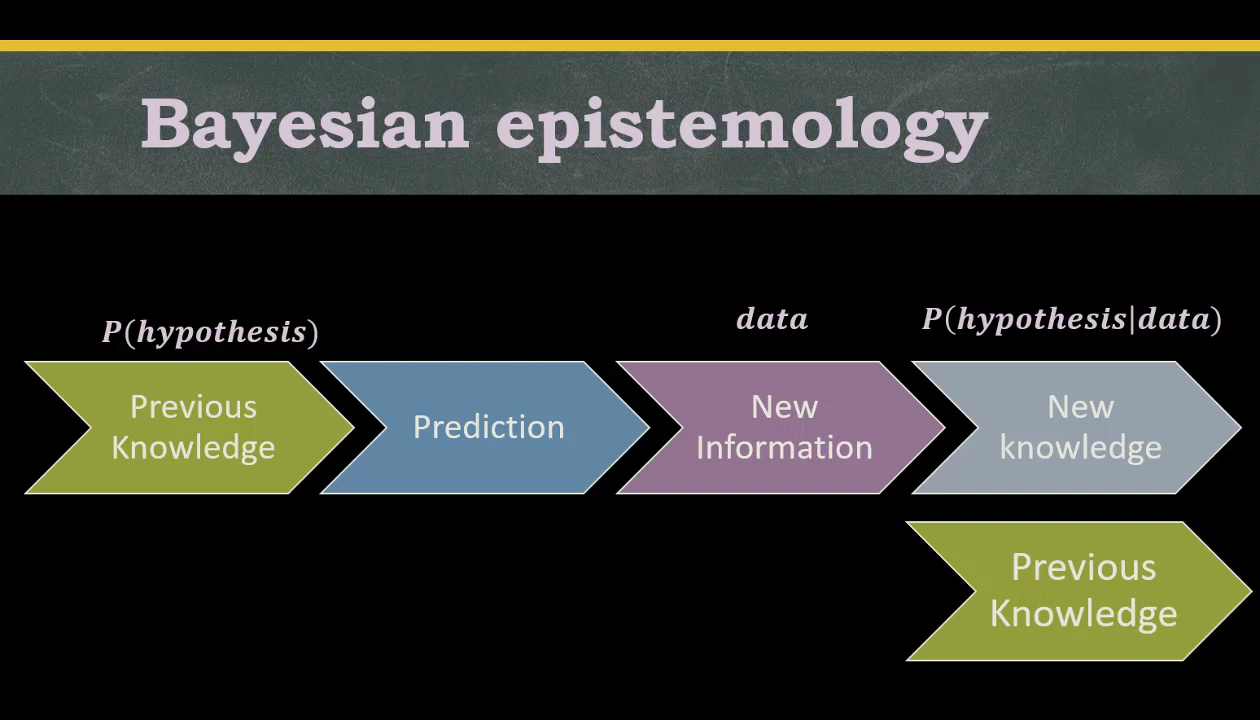 Bayesian epistemology
P(hypothesis)
data
P(hypothesis|data)
Previous
Knowledge
Prediction
New
Information
New
knowledge
Previous
Knowledge